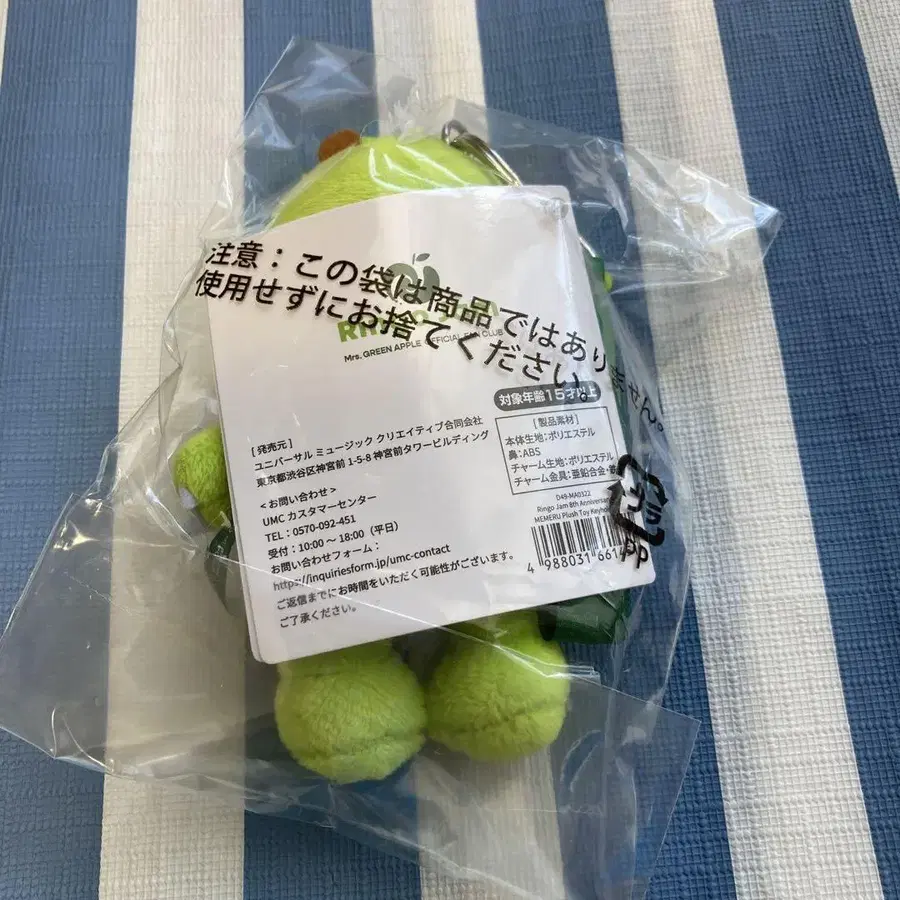 注意：この袋は商品ではありません。
使用せずにお捨てください。
Mrs. GREEN APPLE OFFICIAL FAN CLUB
対象年齢15才以上
[発売元]
ユニバーサル ミュージック クリエイティブ合同会社
東京都渋谷区神宮前 1-5-8 神宮前タワービルディング
<お問い合わせ>
UMC カスタマーセンター
TEL：0570-092-451
受付：10:00 〜 18:00（平日）
お問い合わせフォーム：
https://inquiriesform.jp/umc-contact
ご返信までにお時間をいただく可能性がございます。
ご了承ください。
[製品素材]
本体生地：ポリエステル
鼻：ABS
チャーム生地：ポリエステル
チャーム金具：亜鉛合金・
D49-MA0322
Ringo Jam 8th Anniversary
MEMERU Plush Toy
4 988031 661
プラ
PP